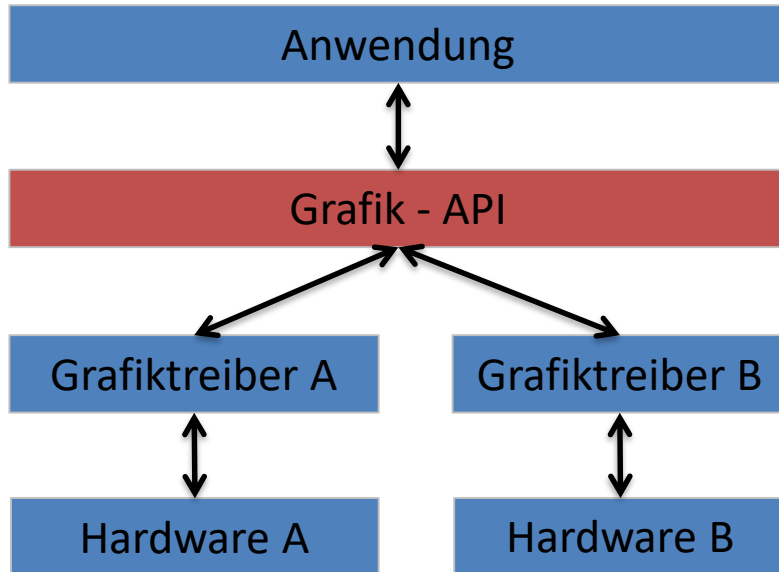 Anwendung
Grafik - API
Grafiktreiber A
Grafiktreiber B
Hardware A
Hardware B